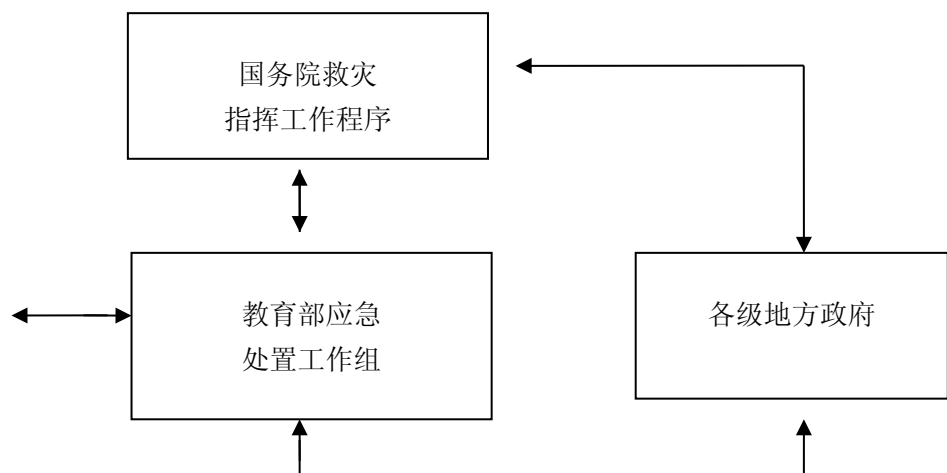 国务院救灾
指挥工作程序
教育部应急
处置工作组
各级地方政府